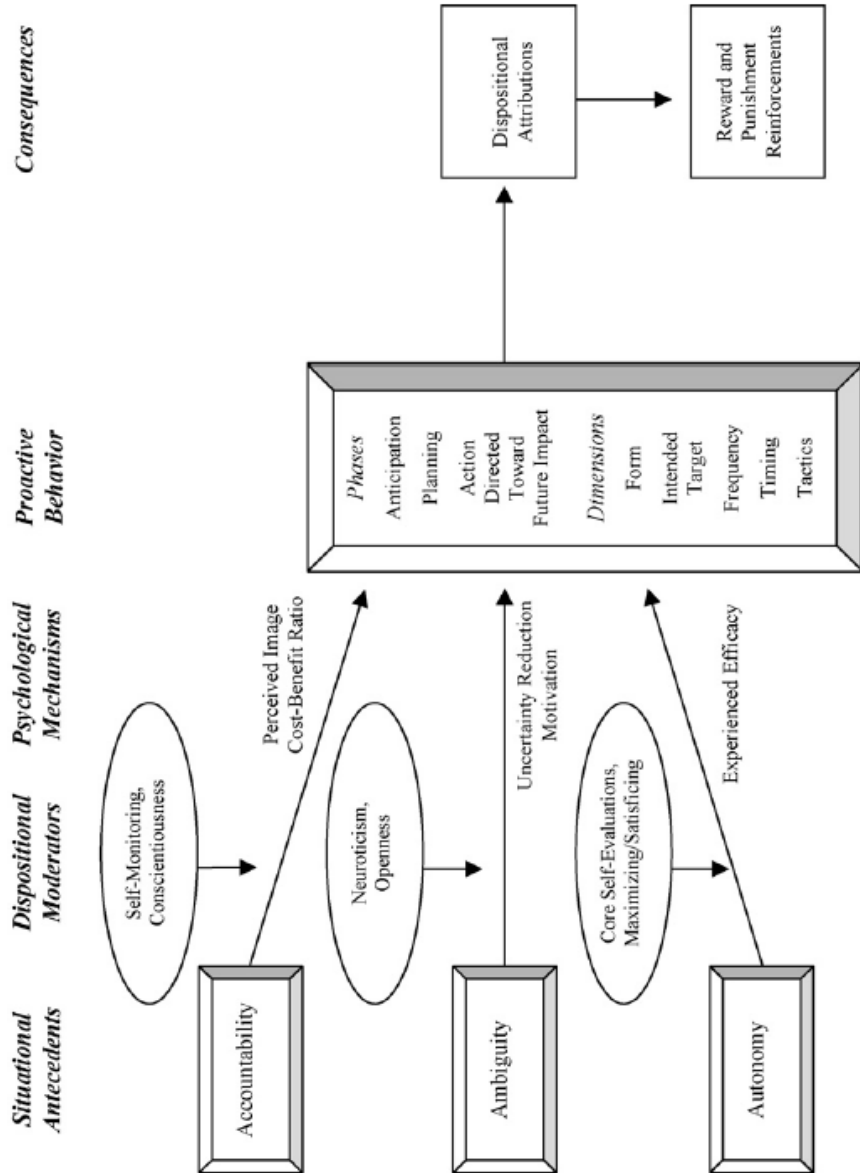 Situational
Antecedents
Dispositional
Moderators
Psychological
Mechanisms
Proactive
Behavior
Consequences
Self-Monitoring,
Conscientiousness
Accountability
Perceived Image
Cost-Benefit Ratio
Neuroticism,
Openness
Ambiguity
Uncertainty Reduction
Motivation
Core Self-Evaluations,
Maximizing/Satisficing
Autonomy
Experienced Efficacy
Phases
Anticipation
Planning
Action
Directed
Toward
Future Impact
Dimensions
Form
Intended
Target
Frequency
Timing
Tactics
Dispositional
Attributions
Reward and
Punishment
Reinforcements